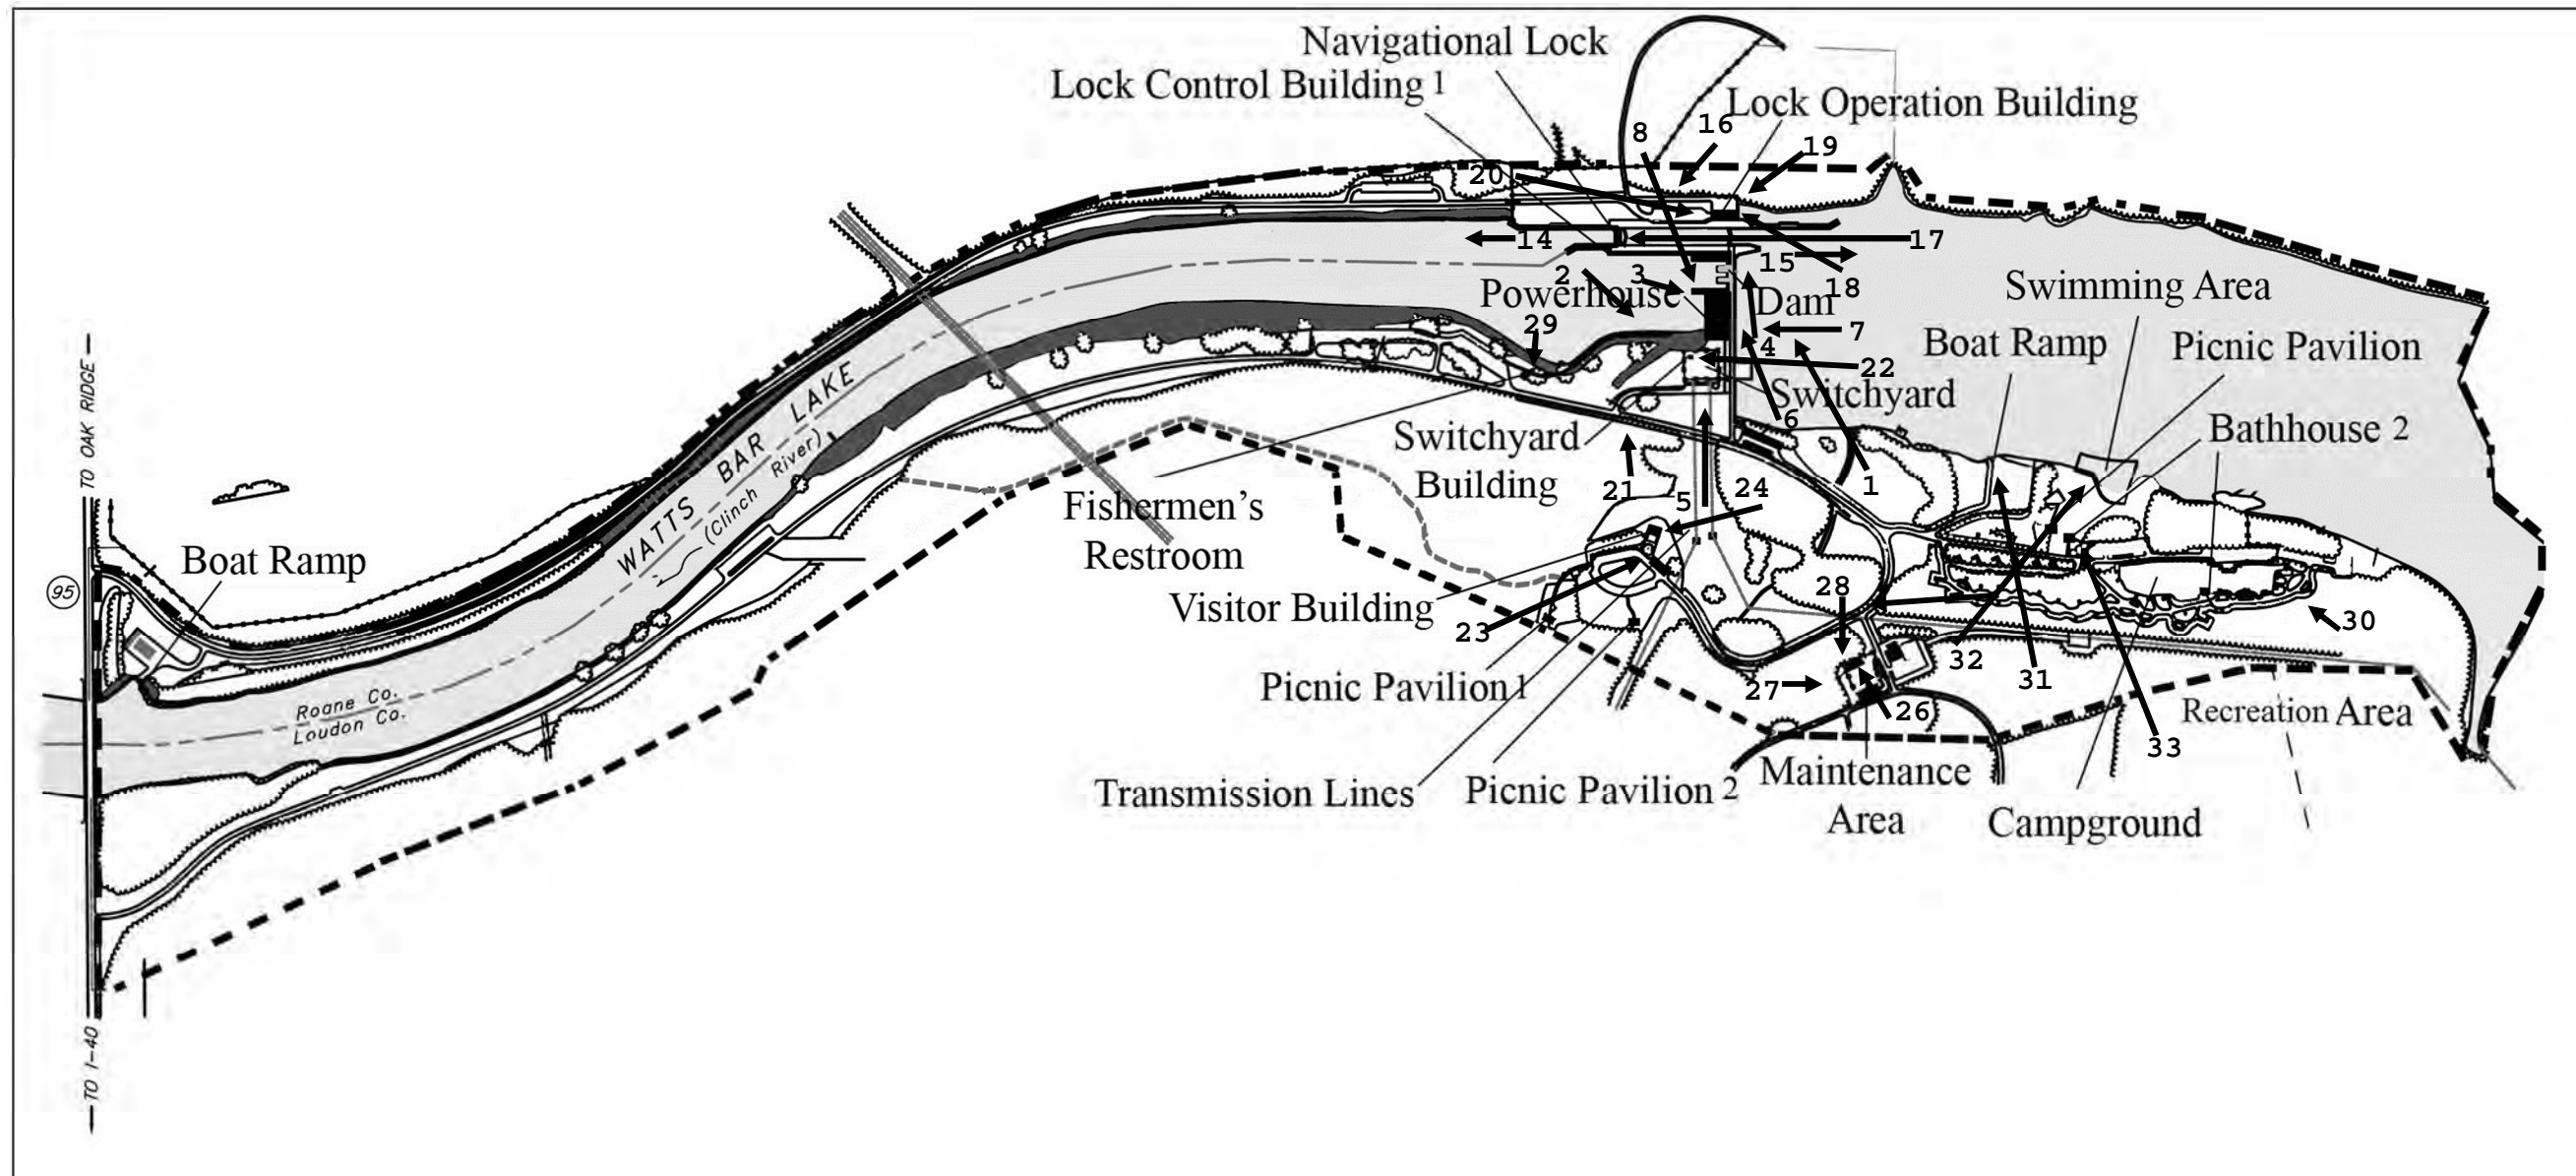 Navigational Lock
Lock Control Building 1
Lock Operation Building
8
16
19
20
14
17
2
3
15
18
Powerhouse
Dam
Swimming Area
29
7
4
Boat Ramp
Picnic Pavilion
22
Switchyard
6
Bathhouse 2
Switchyard
Building
TO OAK RIDGE
WATTS BAR LAKE
(Clinch River)
21
5
24
1
Fishermen's
Restroom
Boat Ramp
95
Visitor Building
28
23
30
32
31
Picnic Pavilion 1
27
26
Roane Co.
Loudon Co.
Recreation Area
33
Transmission Lines
Picnic Pavilion 2
Maintenance
Area
Campground
TO I-40